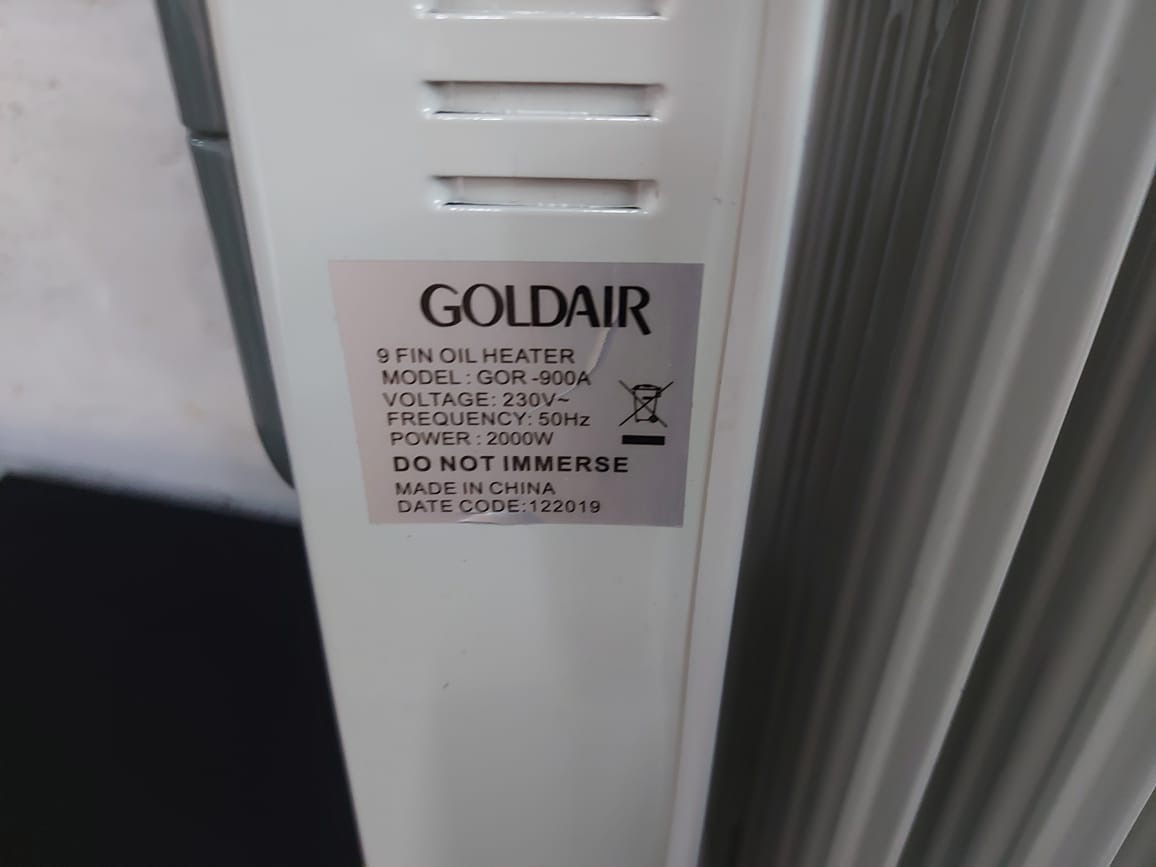 GOLDAIR
9 FIN OIL HEATER
MODEL : GOR -900A
VOLTAGE: 230V~
FREQUENCY: 50Hz
POWER : 2000W
DO NOT IMMERSE
MADE IN CHINA
DATE CODE:122019